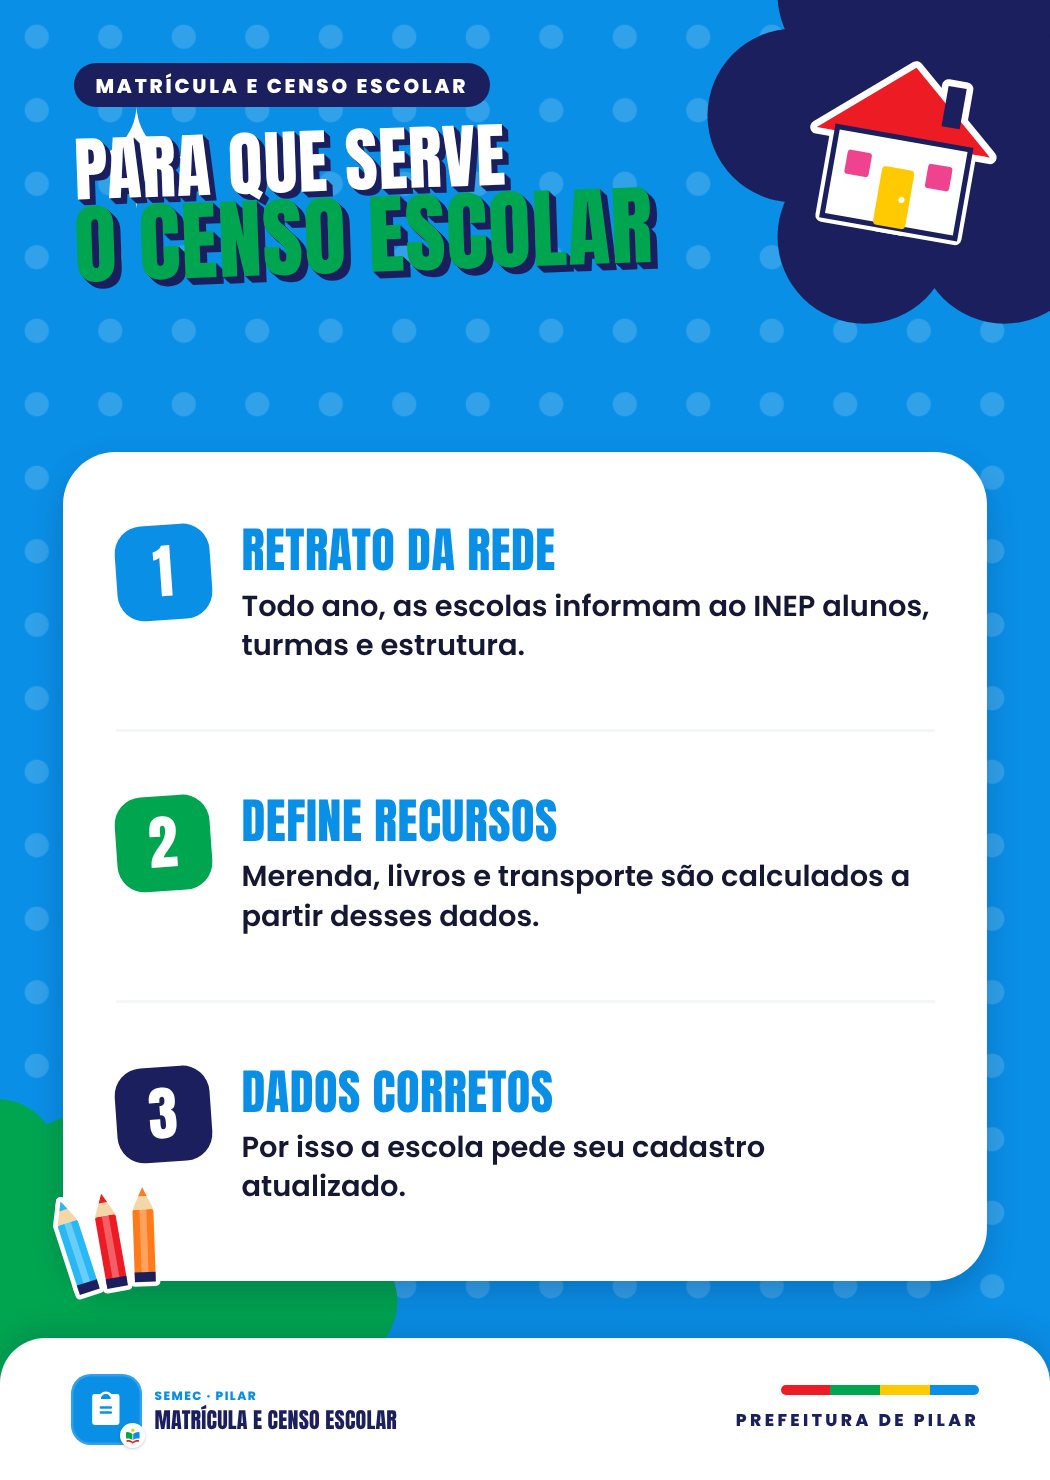 MATRÍCULA E CENSO ESCOLAR
PARA QUE SERVE
O CENSO ESCOLAR
1
RETRATO DA REDE
Todo ano, as escolas informam ao INEP alunos,
turmas e estrutura.
2
DEFINE RECURSOS
Merenda, livros e transporte são calculados a
partir desses dados.
3
DADOS CORRETOS
Por isso a escola pede seu cadastro
atualizado.
SEMEC · PILAR
MATRÍCULA E CENSO ESCOLAR
PREFEITURA DE PILAR